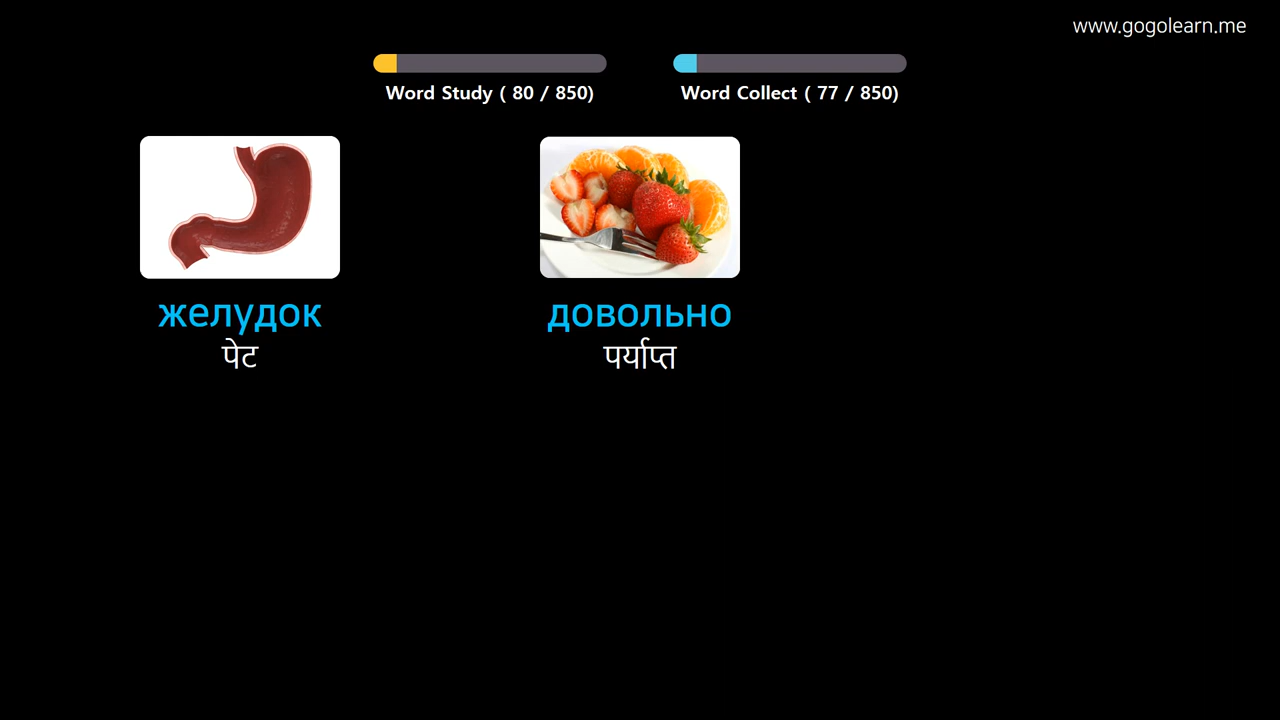 www.gogolearn.me
Word Study ( 80 / 850)
Word Collect ( 77 / 850)
желудок
पेट
довольно
पर्याप्त